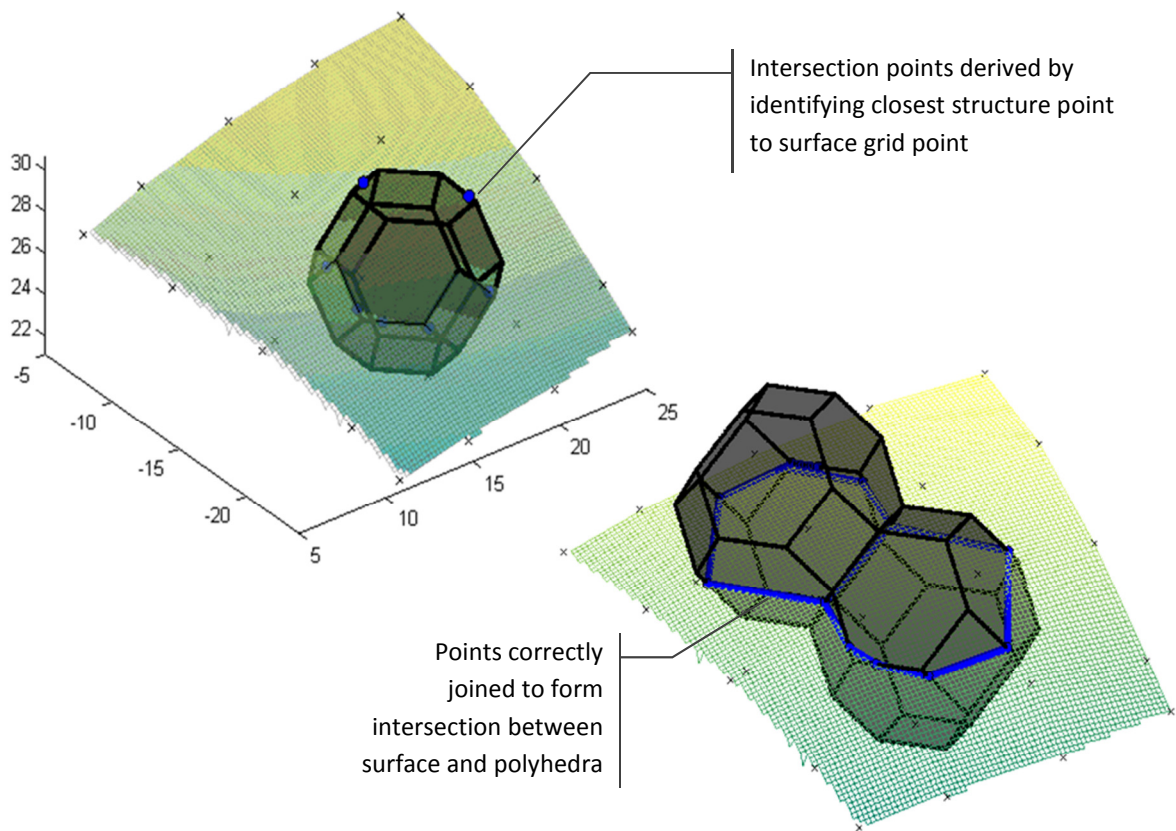 Intersection points derived by
identifying closest structure point
to surface grid point
30
28
26
24
22
-5
-10
-15
-20
5
10
15
20
25
Points correctly
joined to form
intersection between
surface and polyhedra